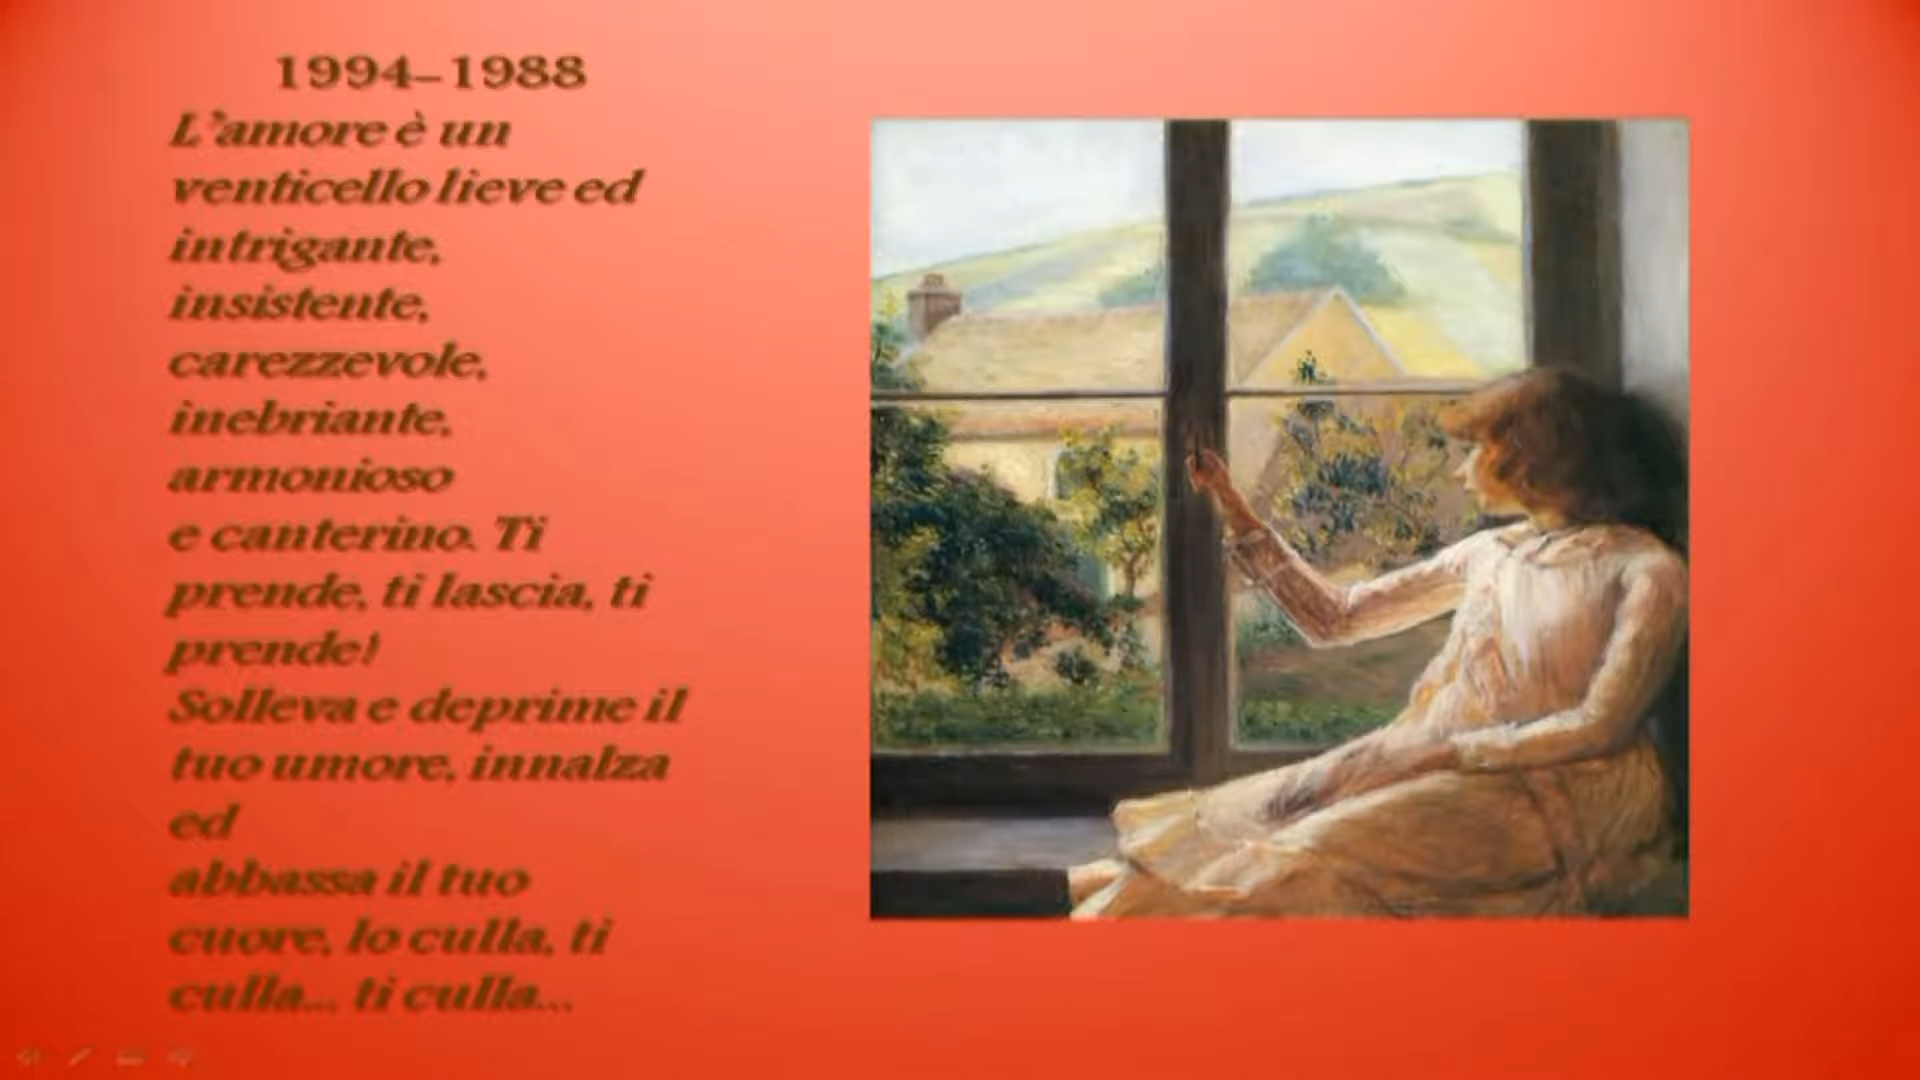 1994–1988
L'amore è un
venticello lieve ed
intrigante,
insistente,
carezzevole,
inebriante,
armonioso
e canterino. Ti
prende, ti lascia, ti
prende!
Solleva e deprime il
tuo umore, innalza
ed
abbassa il tuo
cuore, lo culla, ti
culla... ti culla...